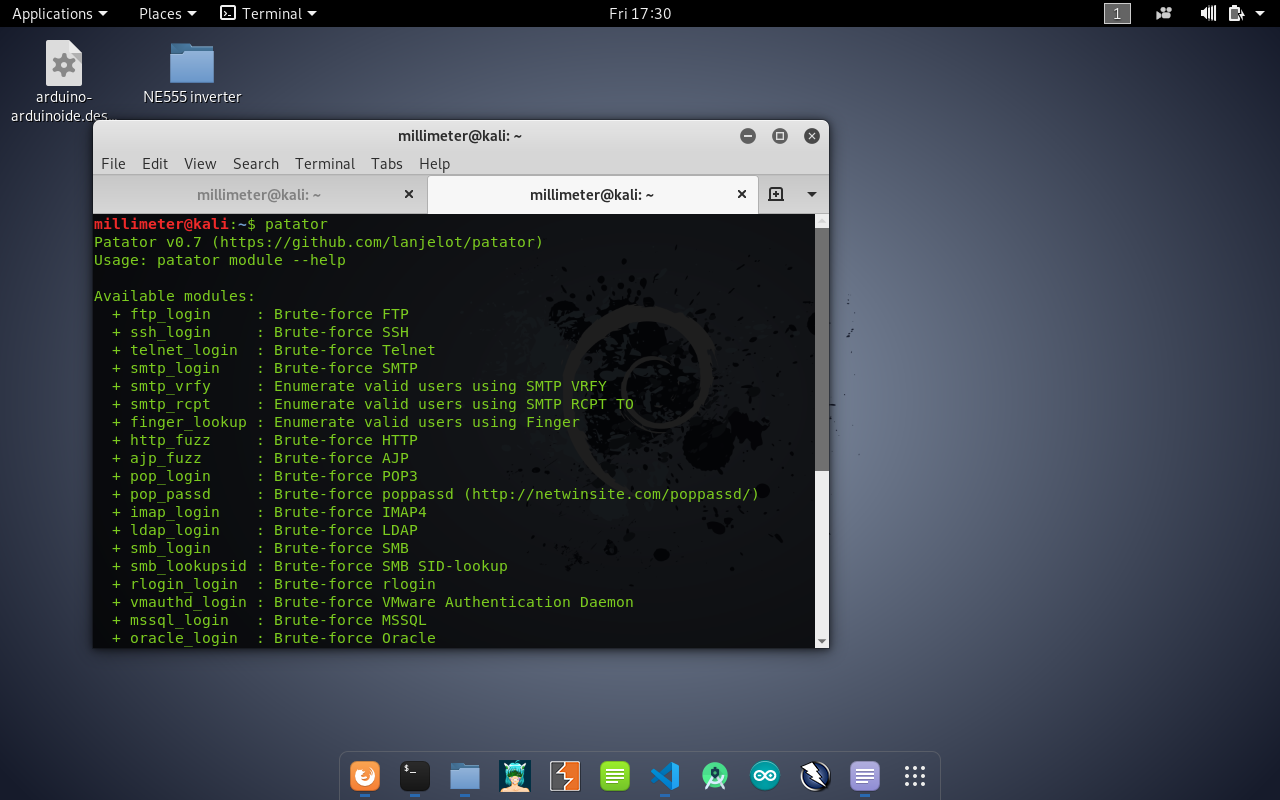 Applications Places Terminal Fri 17:30 1
arduino-
arduinoide.des...
NE555 inverter
millimeter@kali: ~
File Edit View Search Terminal Tabs Help
millimeter@kali: ~ millimeter@kali: ~
millimeter@kali:~$ patator
Patator v0.7 (https://github.com/lanjelot/patator)
Usage: patator module --help
Available modules:
+ ftp_login : Brute-force FTP
+ ssh_login : Brute-force SSH
+ telnet_login : Brute-force Telnet
+ smtp_login : Brute-force SMTP
+ smtp_vrfy : Enumerate valid users using SMTP VRFY
+ smtp_rcpt : Enumerate valid users using SMTP RCPT TO
+ finger_lookup : Enumerate valid users using Finger
+ http_fuzz : Brute-force HTTP
+ ajp_fuzz : Brute-force AJP
+ pop_login : Brute-force POP3
+ pop_passd : Brute-force poppassd (http://netwinsite.com/poppassd/)
+ imap_login : Brute-force IMAP4
+ ldap_login : Brute-force LDAP
+ smb_login : Brute-force SMB
+ smb_lookupsid : Brute-force SMB SID-lookup
+ rlogin_login : Brute-force rlogin
+ vmauthd_login : Brute-force VMware Authentication Daemon
+ mssql_login : Brute-force MSSQL
+ oracle_login : Brute-force Oracle
$_